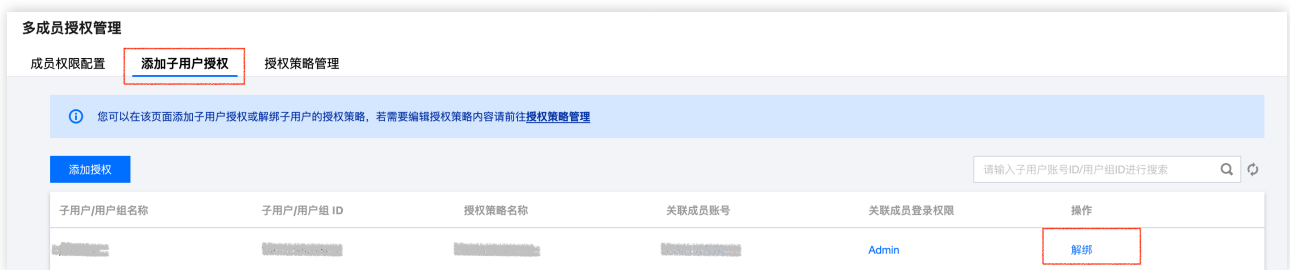 多成员授权管理
成员权限配置 添加子用户授权 授权策略管理
您可以在该页面添加子用户授权或解绑子用户的授权策略，若需要编辑授权策略内容请前往授权策略管理
添加授权 请输入子用户账号ID/用户组ID进行搜索
子用户/用户组名称 子用户/用户组 ID 授权策略名称 关联成员账号 关联成员登录权限 操作
Admin 解绑